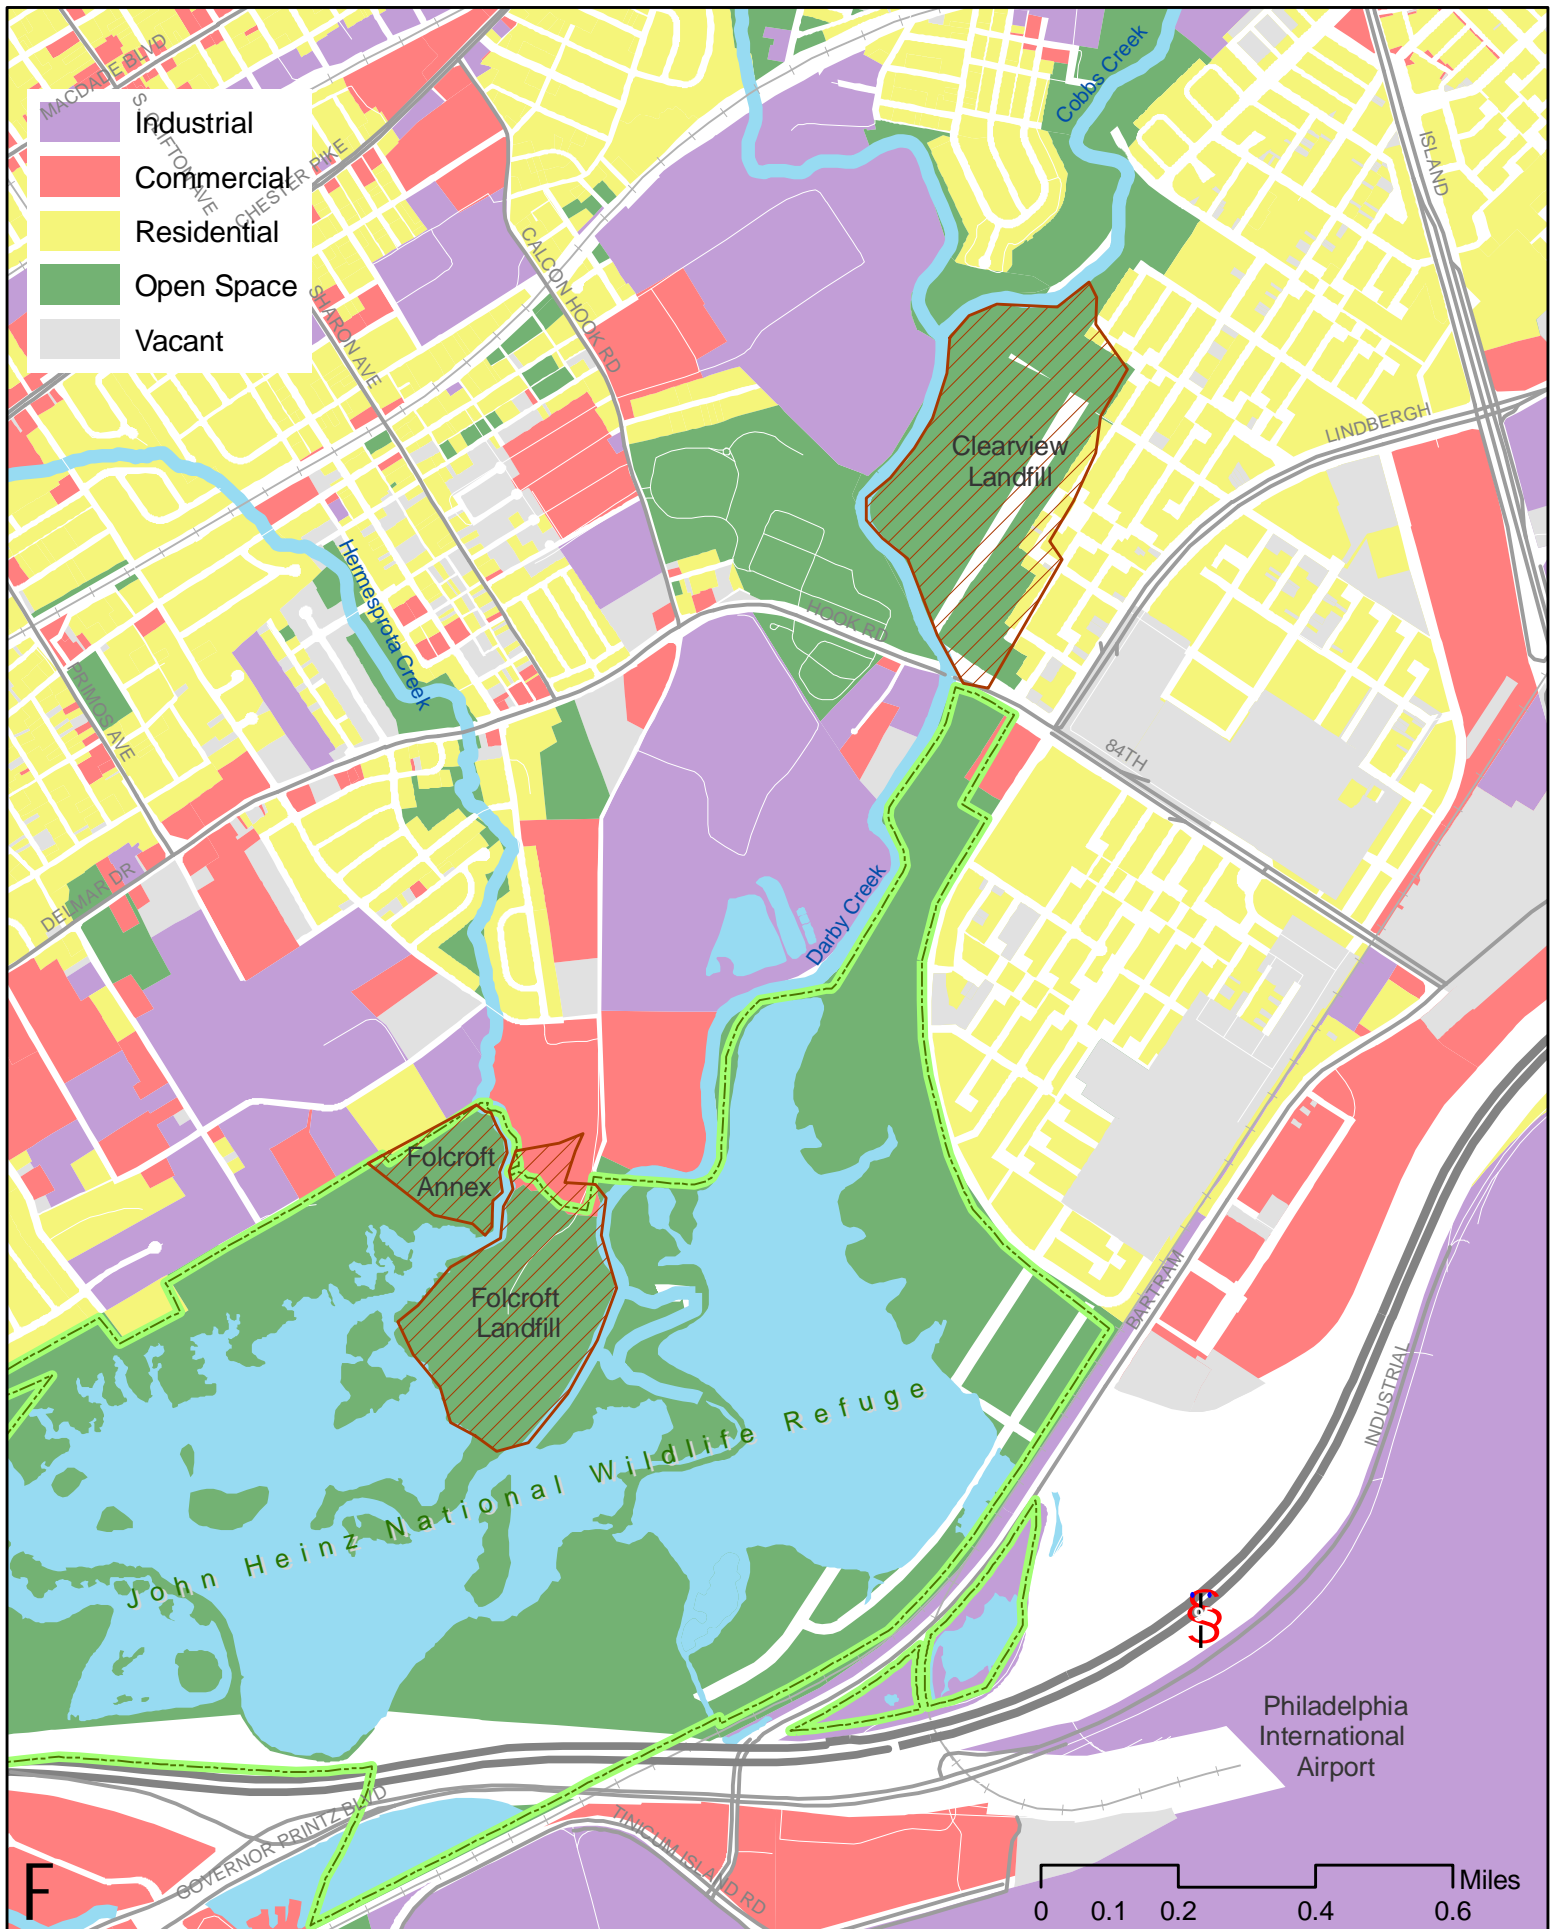 Cobbs Creek
MACDADE BLVD
S. CLIFTON AVE
CHESTER PIKE
Industrial
Commercial
Residential
Open Space
Vacant
ISLAND
CALCON HOOK RD
SHARON AVE
LINDBERGH
Clearview
Landfill
Hermesprota Creek
HOOK RD
PRIMOS AVE
84TH
DELMAR DR
Darby Creek
Folcroft
Annex
Folcroft
Landfill
BARTRAM
INDUSTRIAL
John Heinz National Wildlife Refuge
Philadelphia
International
Airport
GOVERNOR PRINTZ BLVD
TINICUM ISLAND RD
F
Miles
0 0.1 0.2 0.4 0.6